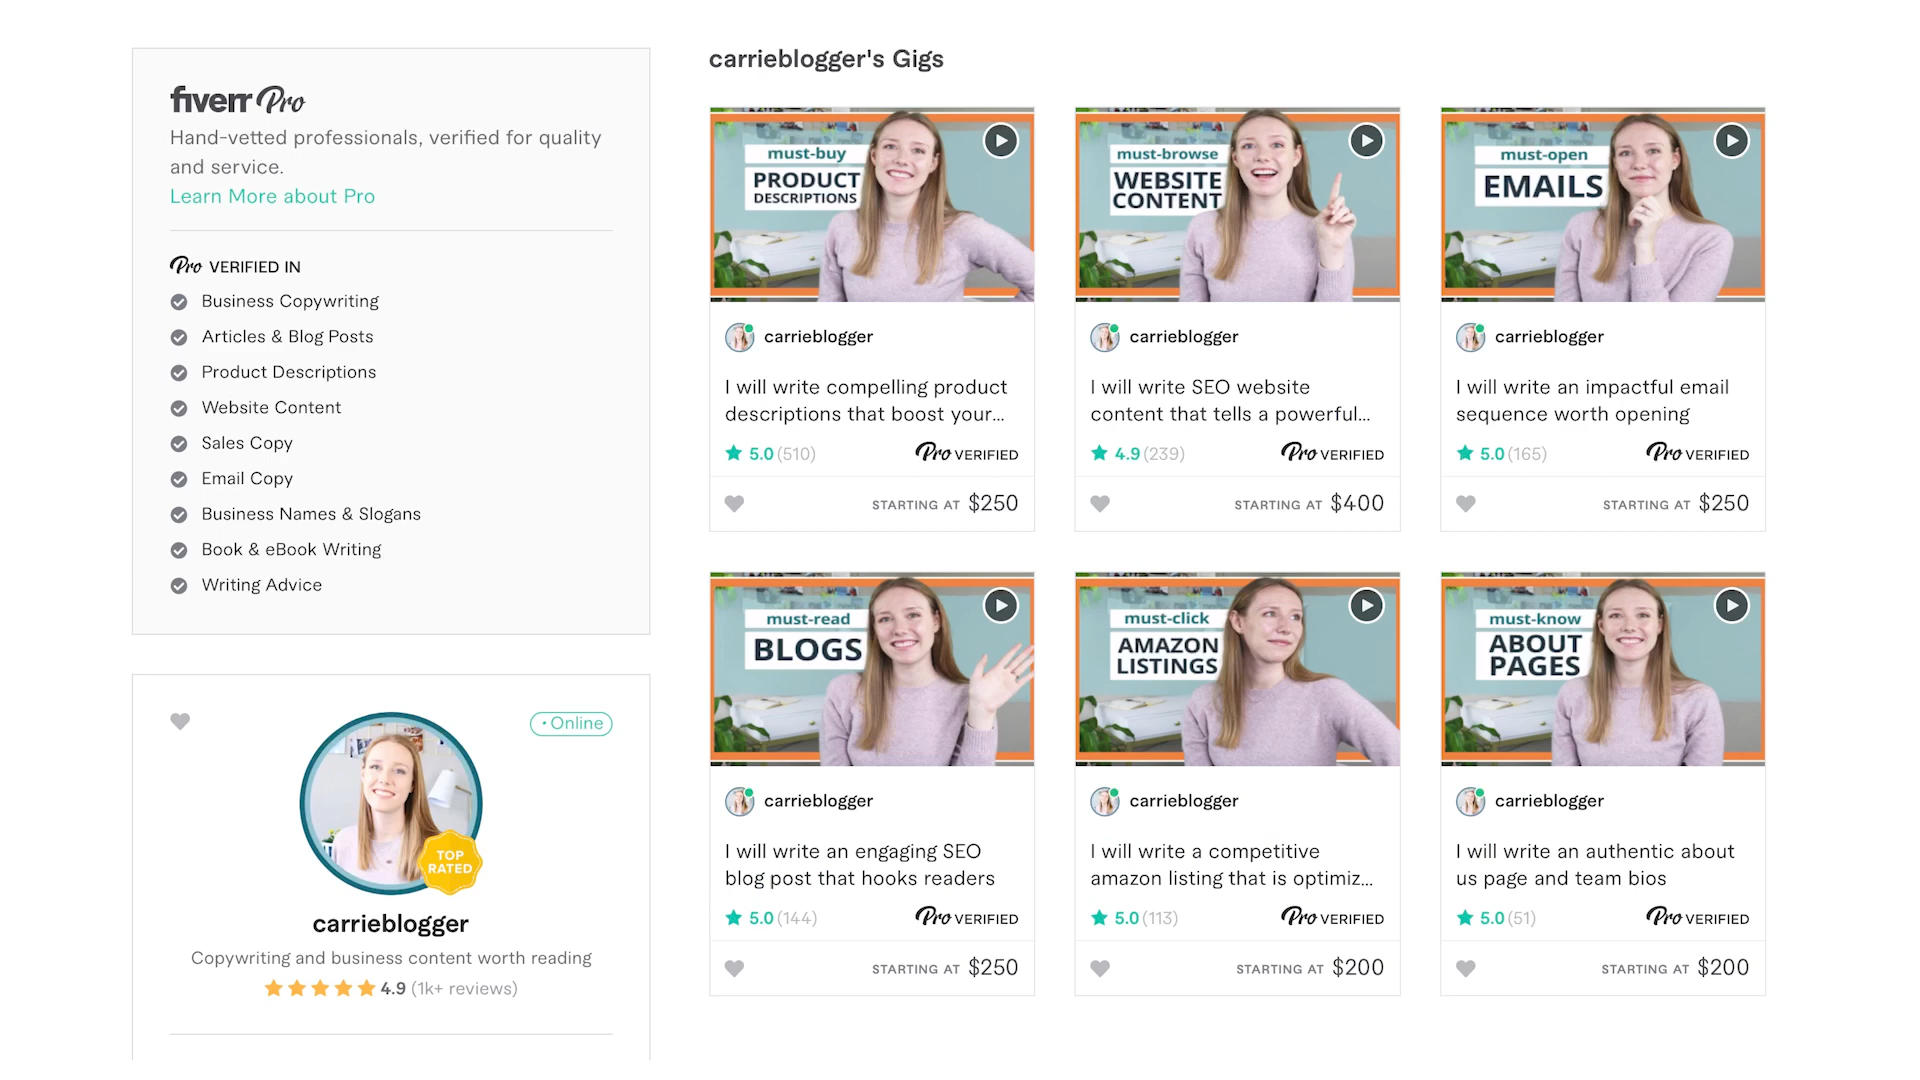 fiverr Pro
Hand-vetted professionals, verified for quality
and service.
Learn More about Pro
Pro VERIFIED IN
Business Copywriting
Articles & Blog Posts
Product Descriptions
Website Content
Sales Copy
Email Copy
Business Names & Slogans
Book & eBook Writing
Writing Advice
• Online
TOP
RATED
carrieblogger
Copywriting and business content worth reading
4.9 (1k+ reviews)
carrieblogger's Gigs
must-buy
PRODUCT
DESCRIPTIONS
carrieblogger
I will write compelling product
descriptions that boost your...
5.0 (510)
Pro VERIFIED
STARTING AT $250
must-browse
WEBSITE
CONTENT
carrieblogger
I will write SEO website
content that tells a powerful...
4.9 (239)
Pro VERIFIED
STARTING AT $400
must-open
EMAILS
carrieblogger
I will write an impactful email
sequence worth opening
5.0 (165)
Pro VERIFIED
STARTING AT $250
must-read
BLOGS
carrieblogger
I will write an engaging SEO
blog post that hooks readers
5.0 (144)
Pro VERIFIED
STARTING AT $250
must-click
AMAZON
LISTINGS
carrieblogger
I will write a competitive
amazon listing that is optimiz...
5.0 (113)
Pro VERIFIED
STARTING AT $200
must-know
ABOUT
PAGES
carrieblogger
I will write an authentic about
us page and team bios
5.0 (51)
Pro VERIFIED
STARTING AT $200